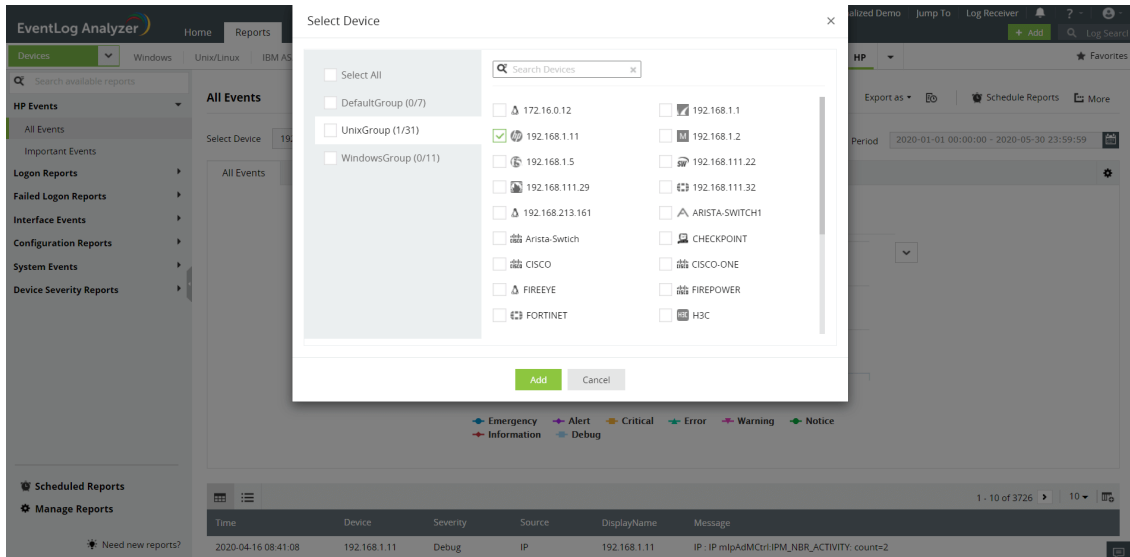 EventLog Analyzer
Home Reports
alized Demo Jump To Log Receiver ? -
+ Add Log Searc
Devices Windows Unix/Linux IBM AS
HP
Favorites
Search available reports
HP Events
All Events
Important Events
Logon Reports
Failed Logon Reports
Interface Events
Configuration Reports
System Events
Device Severity Reports
Scheduled Reports
Manage Reports
Need new reports?
All Events
Export as Schedule Reports More
Select Device 192
Period 2020-01-01 00:00:00 - 2020-05-30 23:59:59
All Events
Select Device
Select All
DefaultGroup (0/7)
UnixGroup (1/31)
WindowsGroup (0/11)
Search Devices
172.16.0.12 192.168.1.1
192.168.1.11 M 192.168.1.2
192.168.1.5 SW 192.168.111.22
192.168.111.29 192.168.111.32
192.168.213.161 ARISTA-SWITCH1
Arista-Swtich CHECKPOINT
CISCO CISCO-ONE
FIREEYE FIREPOWER
FORTINET H3C H3C
Add Cancel
Emergency Alert Critical Error Warning Notice
Information Debug
1 - 10 of 3726 10
Time Device Severity Source DisplayName Message
2020-04-16 08:41:08 192.168.1.11 Debug IP 192.168.1.11 IP : IP mIpAdMCtrl:IPM_NBR_ACTIVITY: count=2